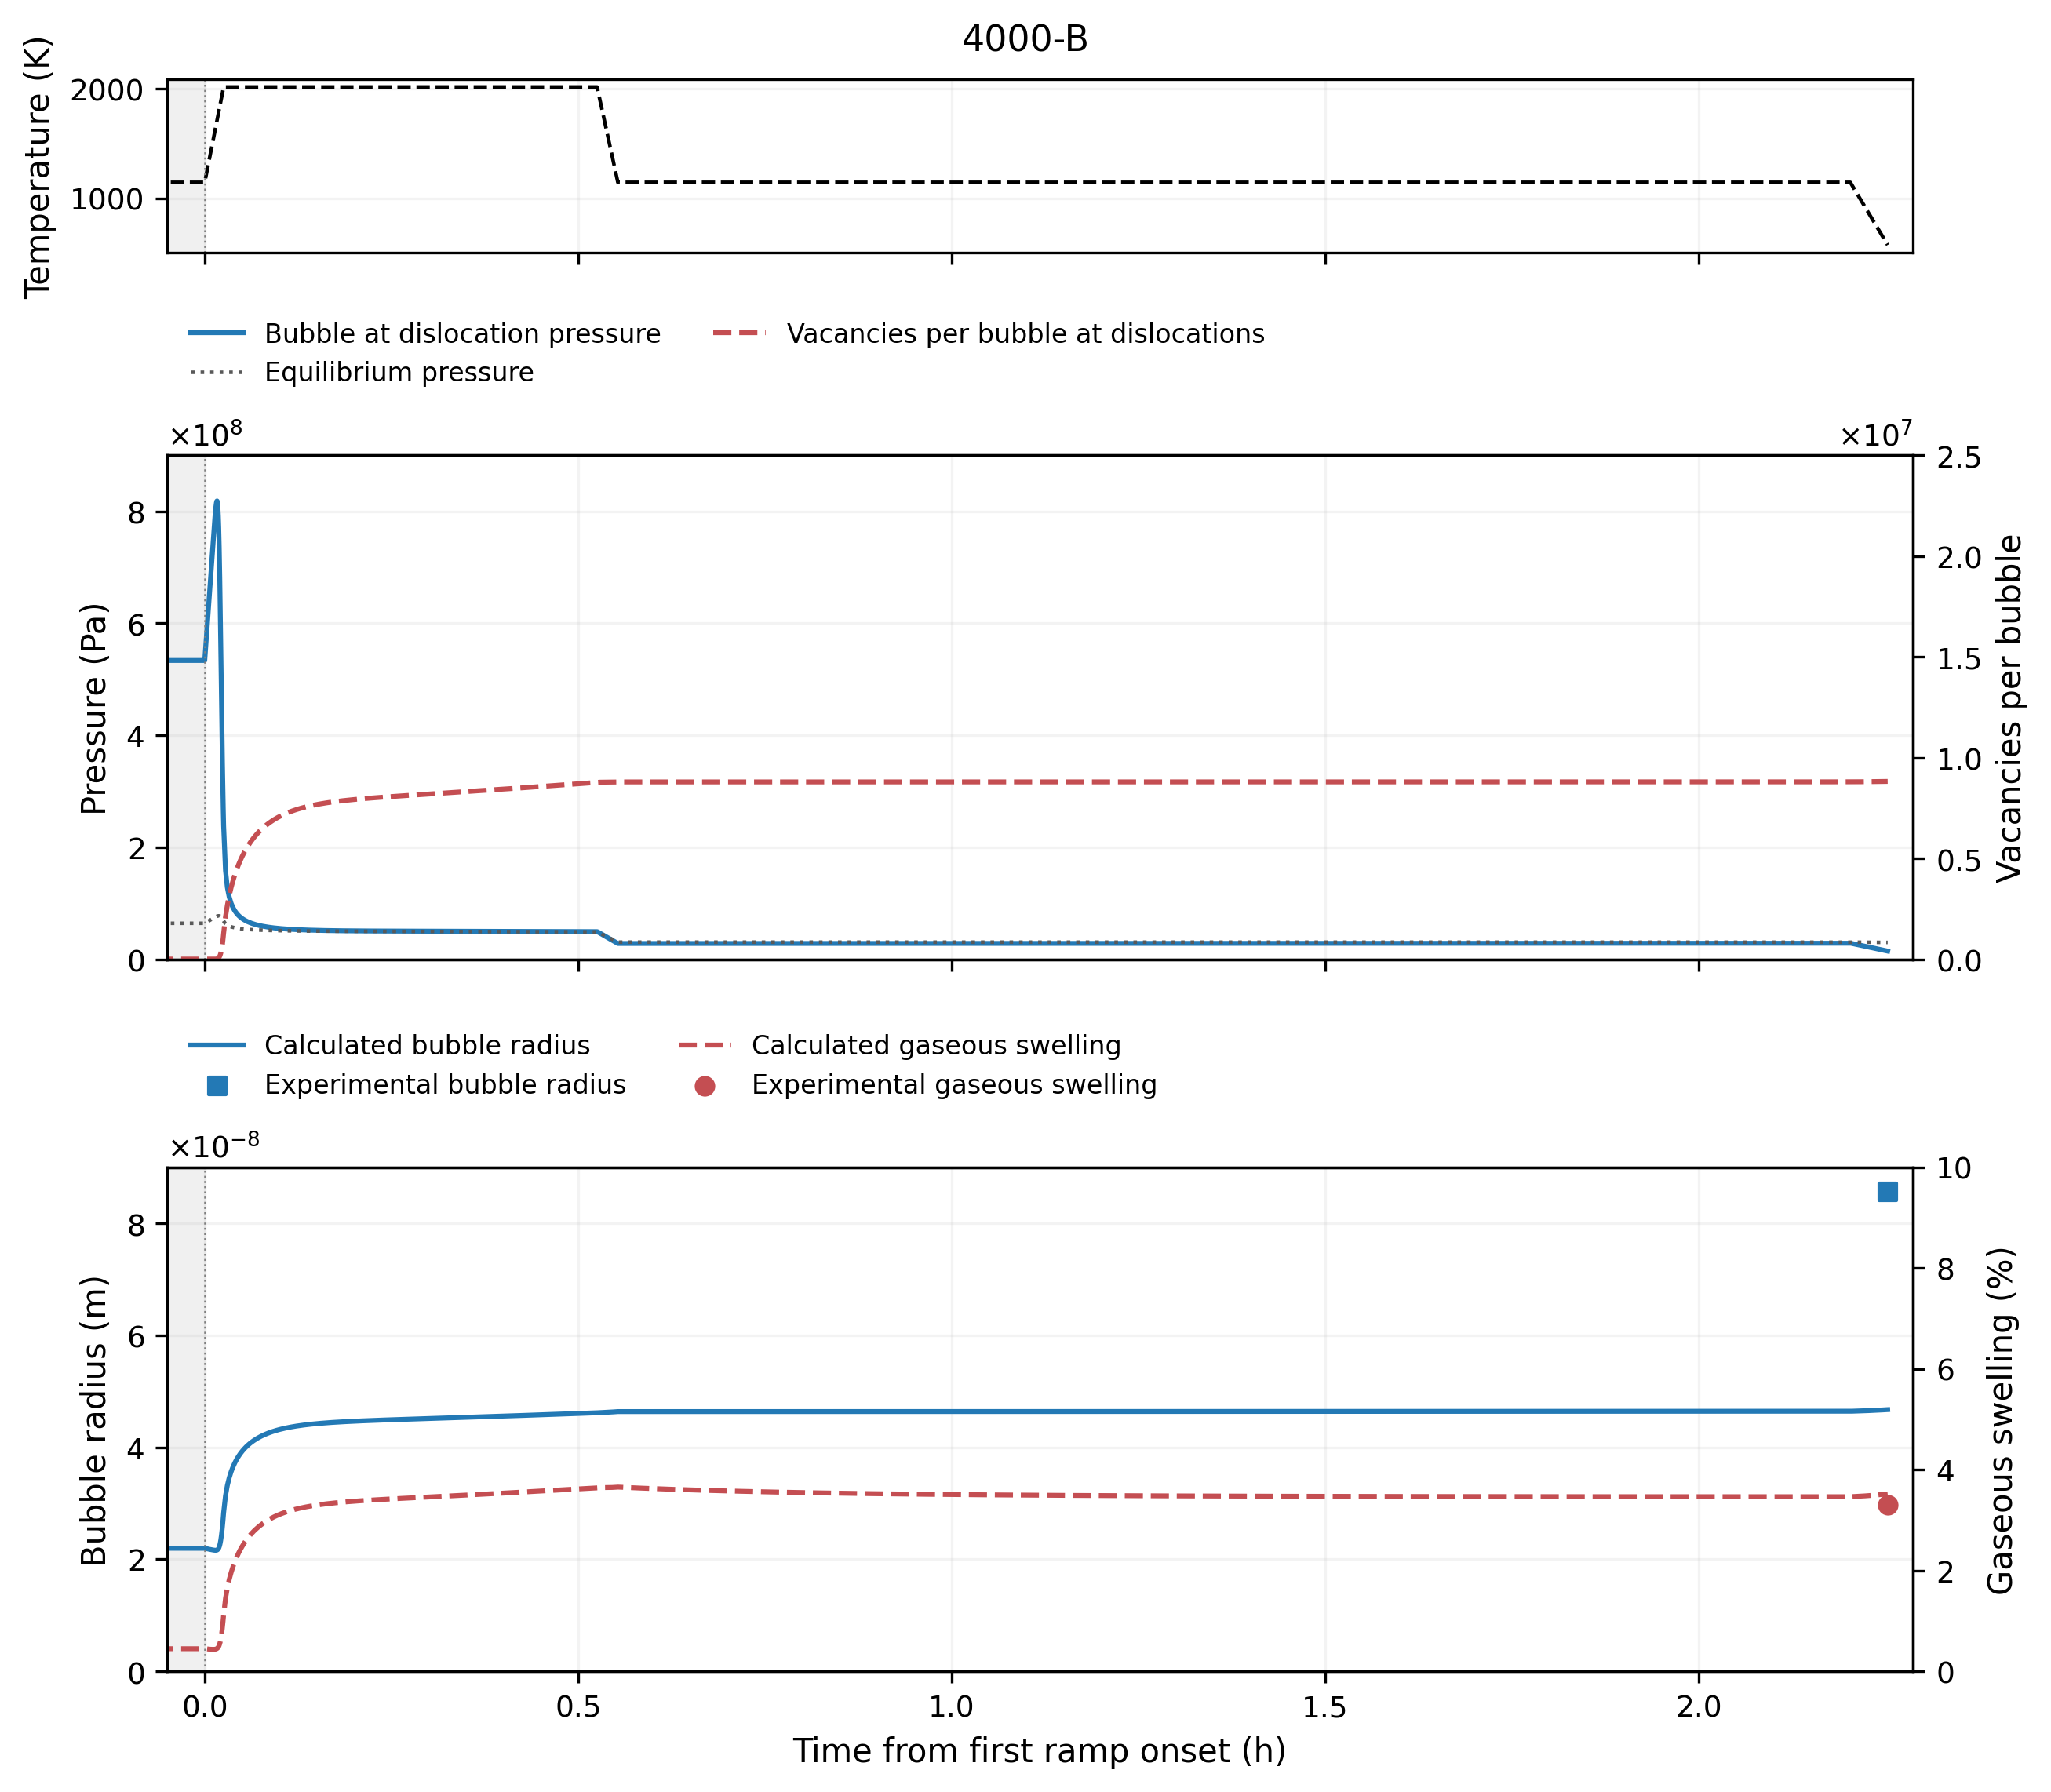 4000-B
Temperature (K)
2000
1000
Bubble at dislocation pressure
Vacancies per bubble at dislocations
Equilibrium pressure
×10⁸
×10⁷
Pressure (Pa)
8
6
4
2
0
2.5
2.0
1.5
1.0
0.5
0.0
Vacancies per bubble
Calculated bubble radius
Calculated gaseous swelling
Experimental bubble radius
Experimental gaseous swelling
×10⁻⁸
Bubble radius (m)
8
6
4
2
0
10
8
6
4
2
0
Gaseous swelling (%)
0.0 0.5 1.0 1.5 2.0
Time from first ramp onset (h)